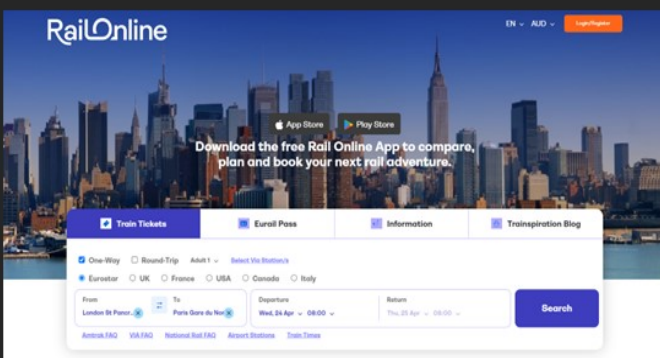 RailOnline
EN AUD Login/Register
App Store Play Store
Download the free Rail Online App to compare,
plan and book your next rail adventure.
Train Tickets Eurail Pass Information Trainspiration Blog
One-Way Round-Trip Adult 1 Select Via Station/s
Eurostar UK France USA Canada Italy
From To Departure Return
London St Pancr... Paris Gare du Nor Wed, 24 Apr 08:00 Thu, 25 Apr 08:00
Search
Amtrak FAQ VIA FAQ National Rail FAQ Airport Stations Train Times